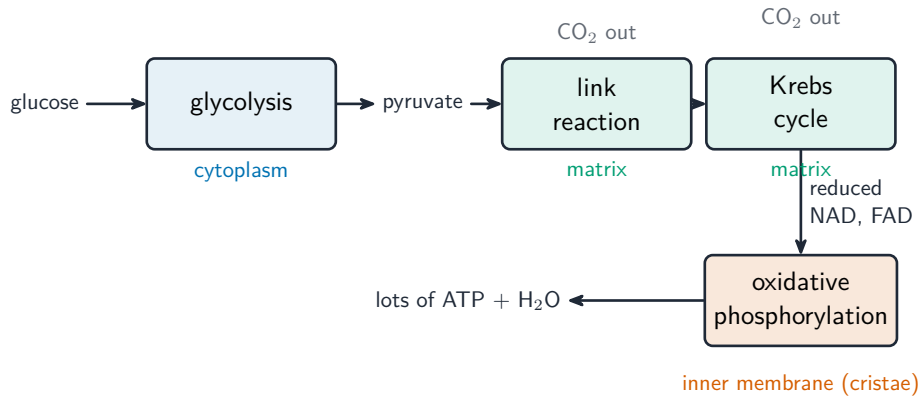 CO₂ out
CO₂ out
glucose
glycolysis
pyruvate
link
reaction
Krebs
cycle
cytoplasm
matrix
matrix
reduced
NAD, FAD
oxidative
phosphorylation
lots of ATP + H₂O
inner membrane (cristae)